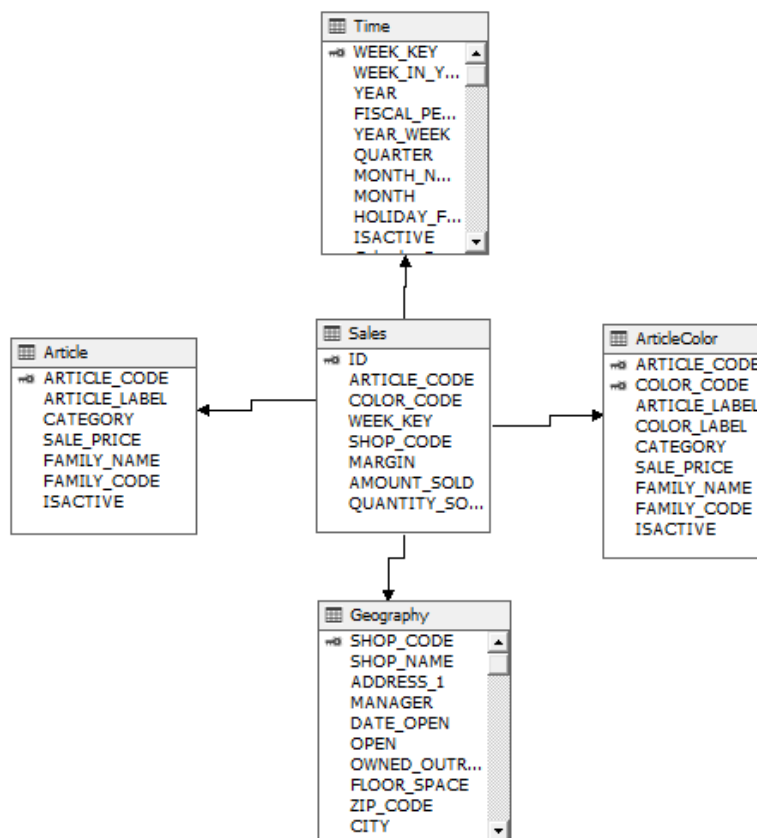 Time
WEEK_KEY
WEEK_IN_Y...
YEAR
FISCAL_PE...
YEAR_WEEK
QUARTER
MONTH_N...
MONTH
HOLIDAY_F...
ISACTIVE
Article
ARTICLE_CODE
ARTICLE_LABEL
CATEGORY
SALE_PRICE
FAMILY_NAME
FAMILY_CODE
ISACTIVE
Sales
ID
ARTICLE_CODE
COLOR_CODE
WEEK_KEY
SHOP_CODE
MARGIN
AMOUNT_SOLD
QUANTITY_SO...
ArticleColor
ARTICLE_CODE
COLOR_CODE
ARTICLE_LABEL
COLOR_LABEL
CATEGORY
SALE_PRICE
FAMILY_NAME
FAMILY_CODE
ISACTIVE
Geography
SHOP_CODE
SHOP_NAME
ADDRESS_1
MANAGER
DATE_OPEN
OPEN
OWNED_OUTR...
FLOOR_SPACE
ZIP_CODE
CITY